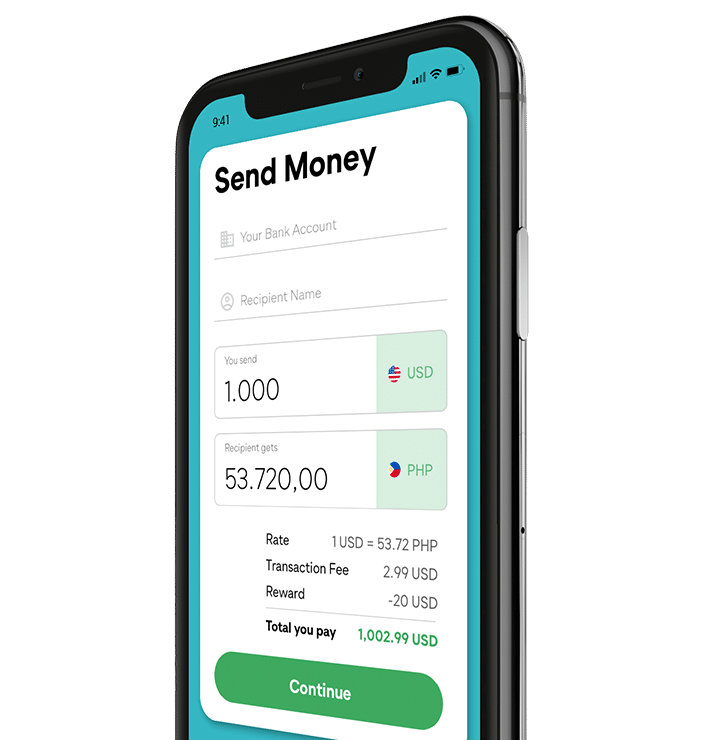 9:41
Send Money
Your Bank Account
Recipient Name
You send
1.000
USD
Recipient gets
53.720,00
PHP
Rate 1 USD = 53.72 PHP
Transaction Fee 2.99 USD
Reward -20 USD
Total you pay 1,002.99 USD
Continue